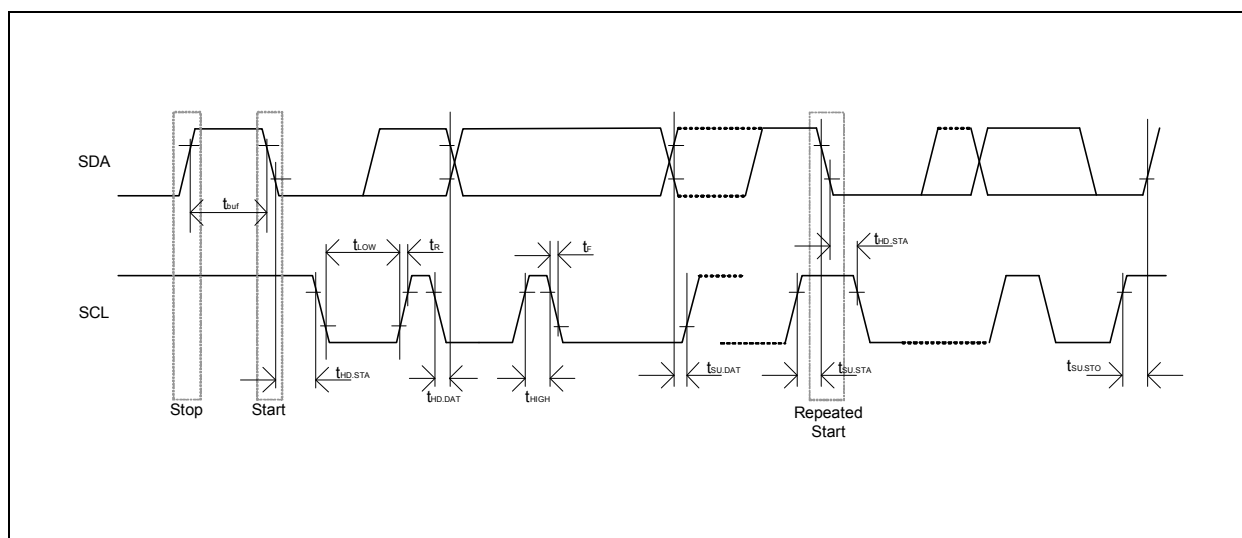 SDA
tbuf
tLOW
tR
tF
tHD.STA
SCL
tHD.STA
tHD.DAT
tHIGH
tSU.DAT
tSU.STA
tSU.STO
Stop
Start
Repeated
Start